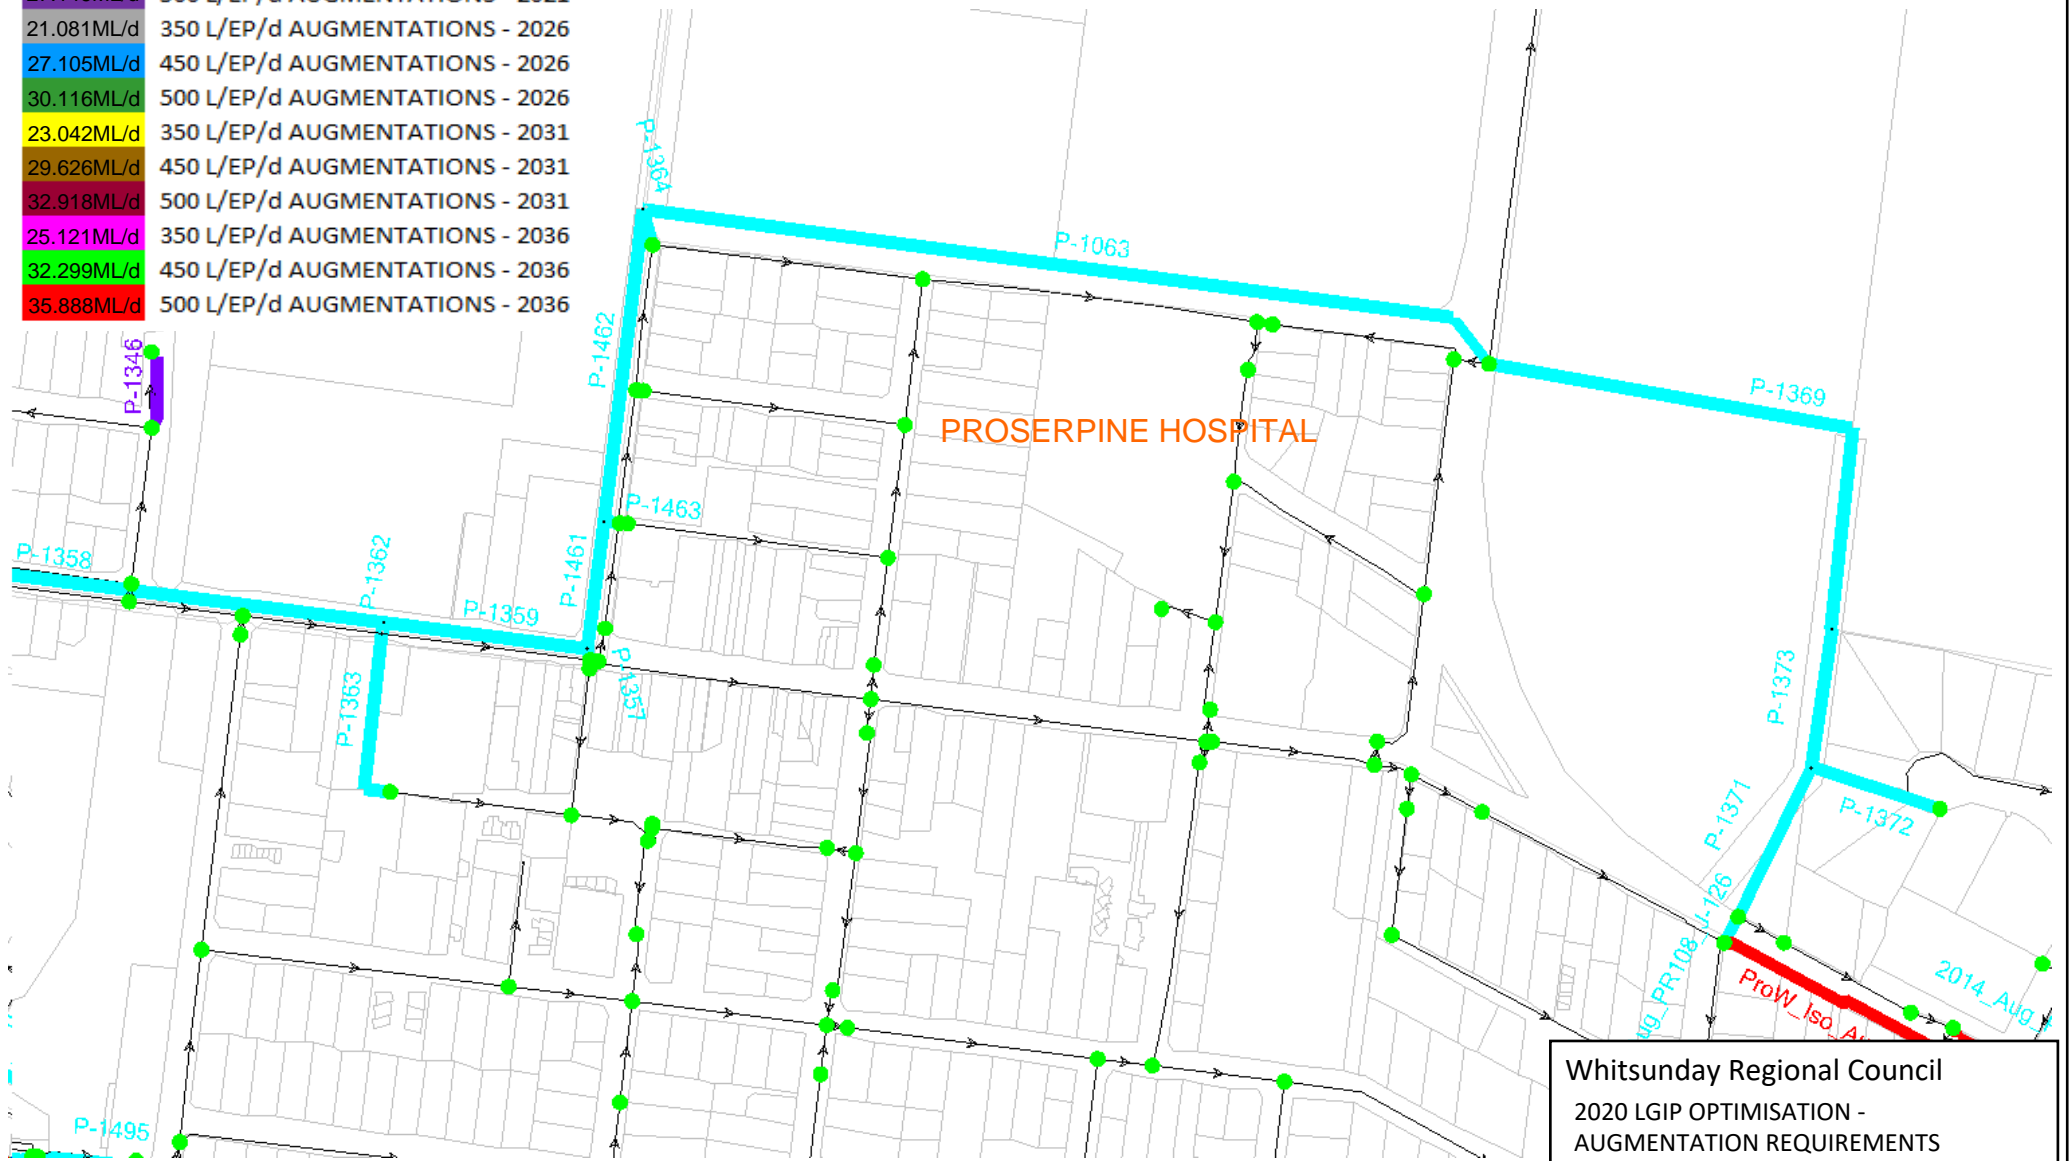 21.081ML/d 350 L/EP/d AUGMENTATIONS - 2026
27.105ML/d 450 L/EP/d AUGMENTATIONS - 2026
30.116ML/d 500 L/EP/d AUGMENTATIONS - 2026
23.042ML/d 350 L/EP/d AUGMENTATIONS - 2031
29.626ML/d 450 L/EP/d AUGMENTATIONS - 2031
32.918ML/d 500 L/EP/d AUGMENTATIONS - 2031
25.121ML/d 350 L/EP/d AUGMENTATIONS - 2036
32.299ML/d 450 L/EP/d AUGMENTATIONS - 2036
35.888ML/d 500 L/EP/d AUGMENTATIONS - 2036
P-1364
P-1063
P-1462
P-1346
P-1369
PROSERPINE HOSPITAL
P-1463
P-1358
P-1362
P-1461
P-1359
P-1357
P-1363
P-1373
P-1371
P-1372
ug_PR108_J-126
2014_Aug_
ProW_Iso_A
P-1495
Whitsunday Regional Council
2020 LGIP OPTIMISATION -
AUGMENTATION REQUIREMENTS